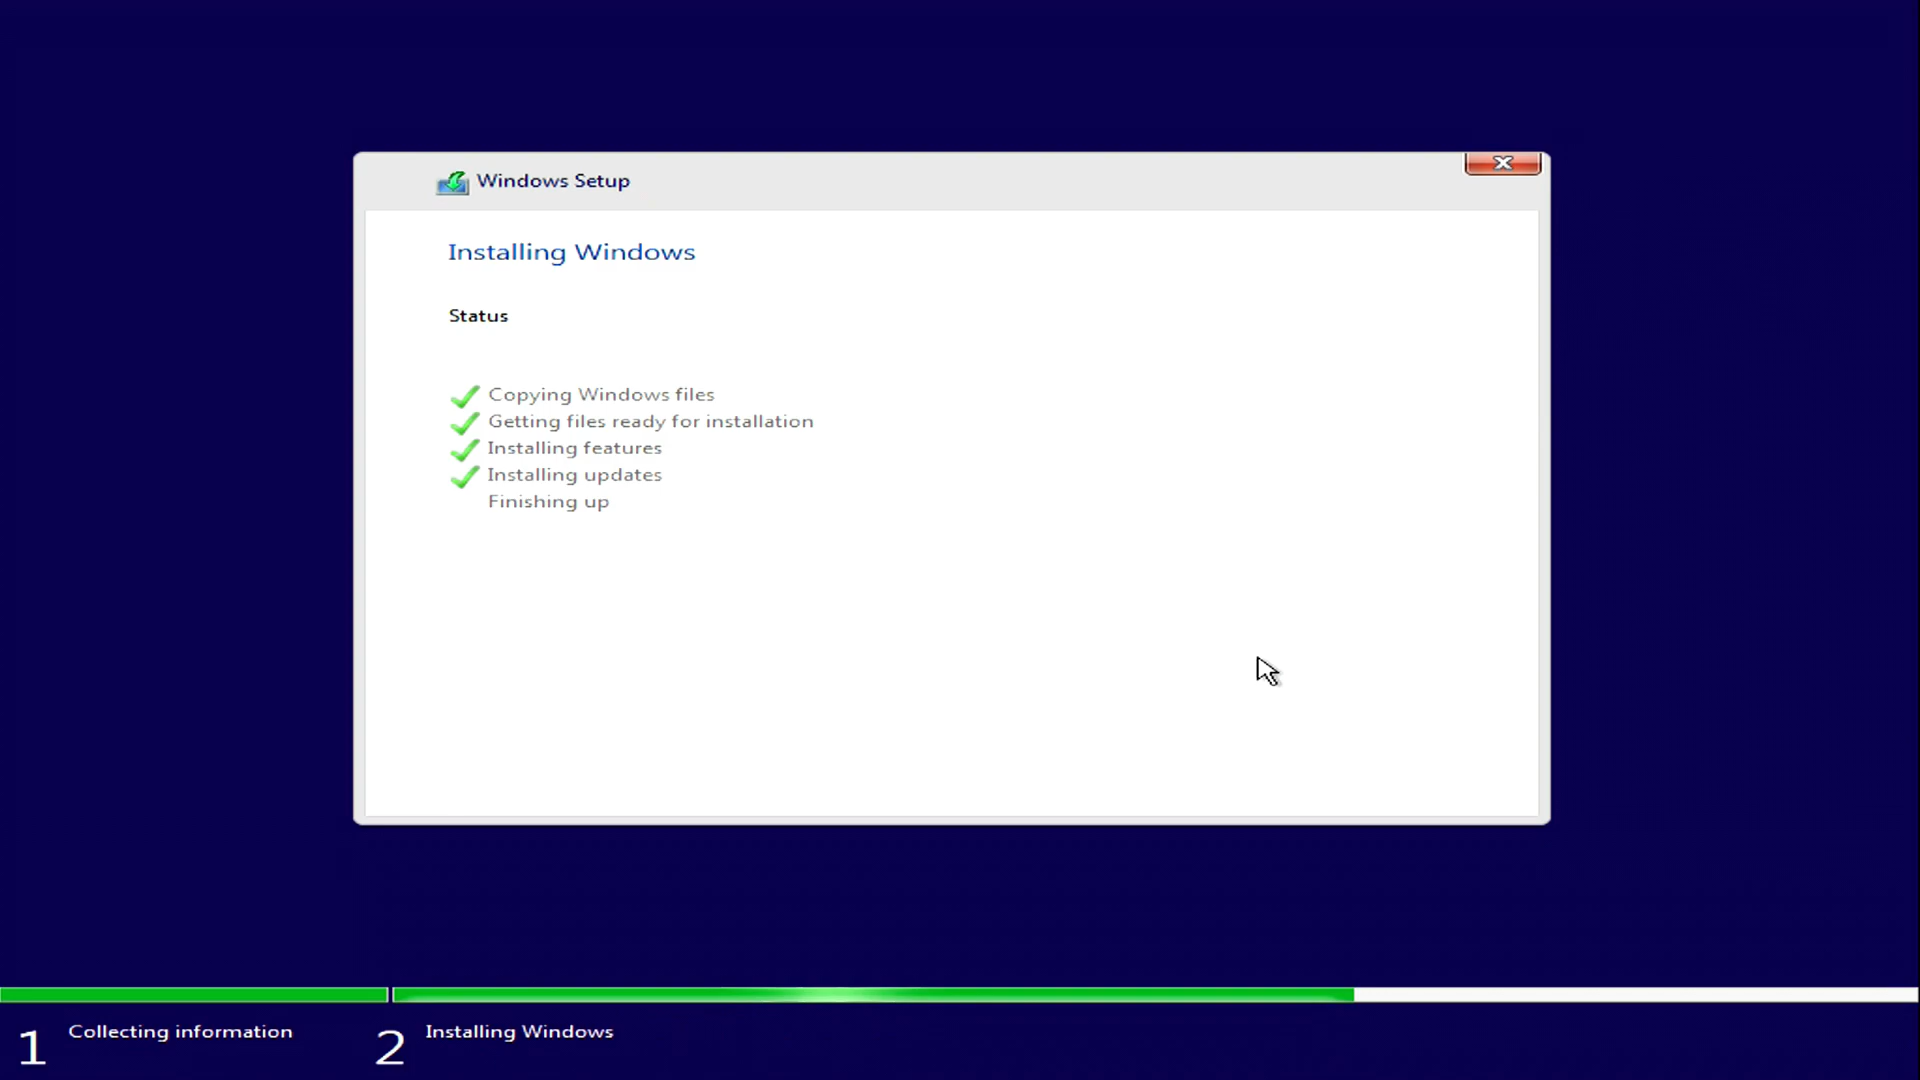 Windows Setup
Installing Windows
Status
Copying Windows files
Getting files ready for installation
Installing features
Installing updates
Finishing up
1 Collecting information 2 Installing Windows